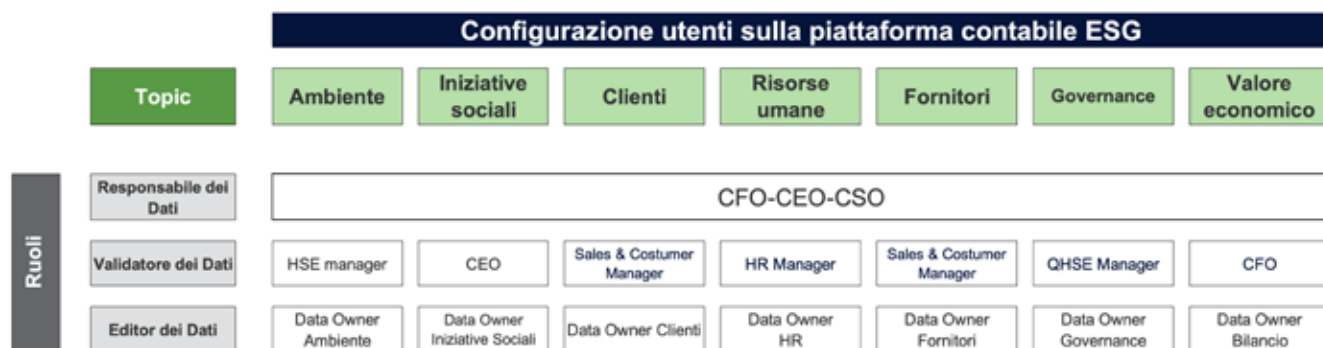 Configurazione utenti sulla piattaforma contabile ESG
Topic
Ambiente
Iniziative
sociali
Clienti
Risorse
umane
Fornitori
Governance
Valore
economico
Ruoli
Responsabile dei
Dati
CFO-CEO-CSO
Validatore dei Dati
HSE manager
CEO
Sales & Costumer
Manager
HR Manager
Sales & Costumer
Manager
QHSE Manager
CFO
Editor dei Dati
Data Owner
Ambiente
Data Owner
Iniziative Sociali
Data Owner Clienti
Data Owner
HR
Data Owner
Fornitori
Data Owner
Governance
Data Owner
Bilancio